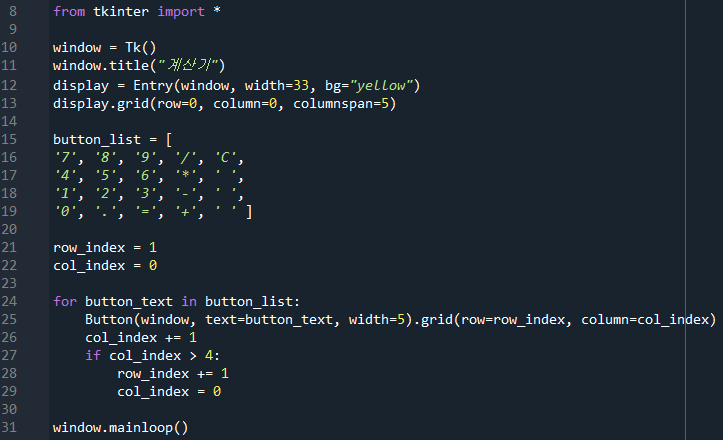 8 from tkinter import *
9
10 window = Tk()
11 window.title("계산기")
12 display = Entry(window, width=33, bg="yellow")
13 display.grid(row=0, column=0, columnspan=5)
14
15 button_list = [
16 '7', '8', '9', '/', 'C',
17 '4', '5', '6', '*', ' ',
18 '1', '2', '3', '-', ' ',
19 '0', '.', '=', '+', ' ' ]
20
21 row_index = 1
22 col_index = 0
23
24 for button_text in button_list:
25     Button(window, text=button_text, width=5).grid(row=row_index, column=col_index)
26     col_index += 1
27     if col_index > 4:
28         row_index += 1
29         col_index = 0
30
31 window.mainloop()